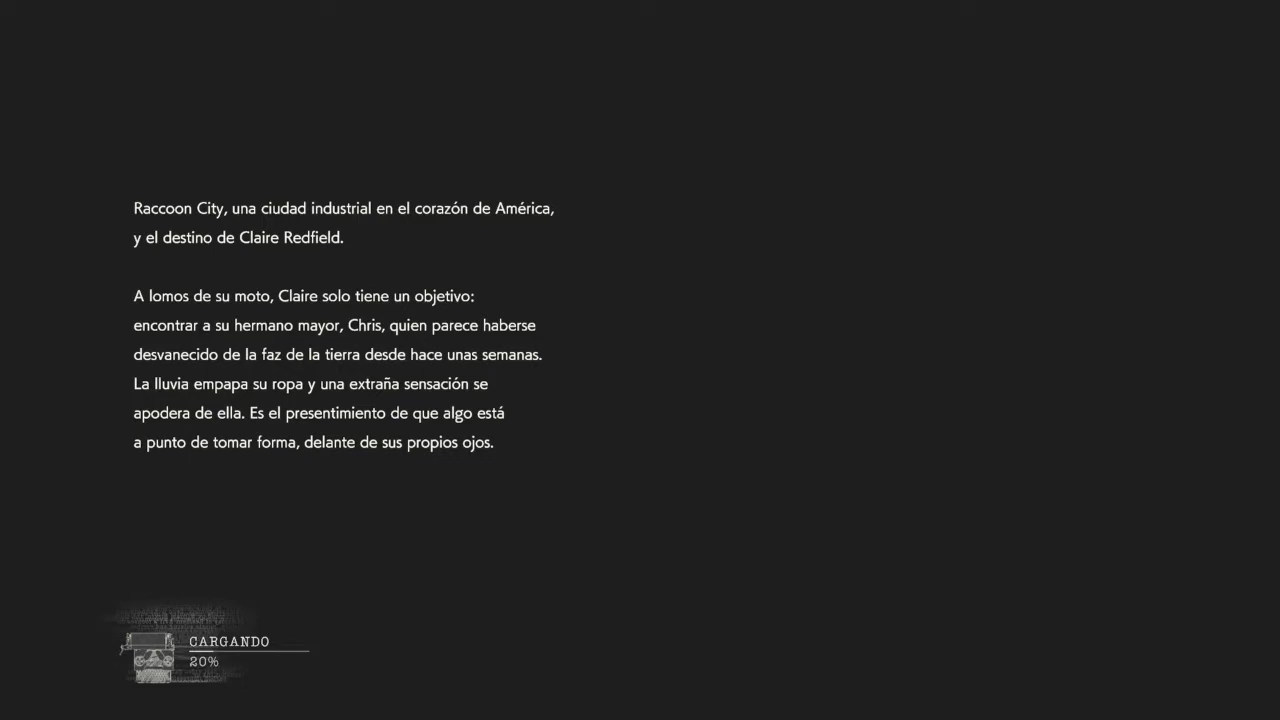 Raccoon City, una ciudad industrial en el corazón de América,
y el destino de Claire Redfield.
A lomos de su moto, Claire solo tiene un objetivo:
encontrar a su hermano mayor, Chris, quien parece haberse
desvanecido de la faz de la tierra desde hace unas semanas.
La lluvia empapa su ropa y una extraña sensación se
apodera de ella. Es el presentimiento de que algo está
a punto de tomar forma, delante de sus propios ojos.
CARGANDO
20%